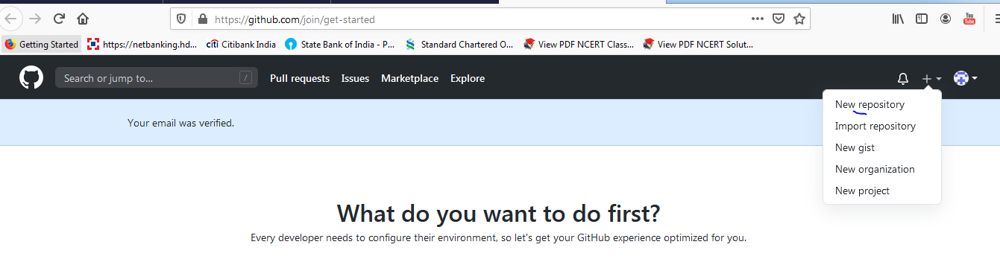 https://github.com/join/get-started
Getting Started
https://netbanking.hd...
citi Citibank India
State Bank of India - P...
Standard Chartered O...
View PDF NCERT Class...
View PDF NCERT Solut...
You
Tube
Search or jump to...
/
Pull requests
Issues
Marketplace
Explore
New repository
Import repository
New gist
New organization
New project
Your email was verified.
What do you want to do first?
Every developer needs to configure their environment, so let's get your GitHub experience optimized for you.